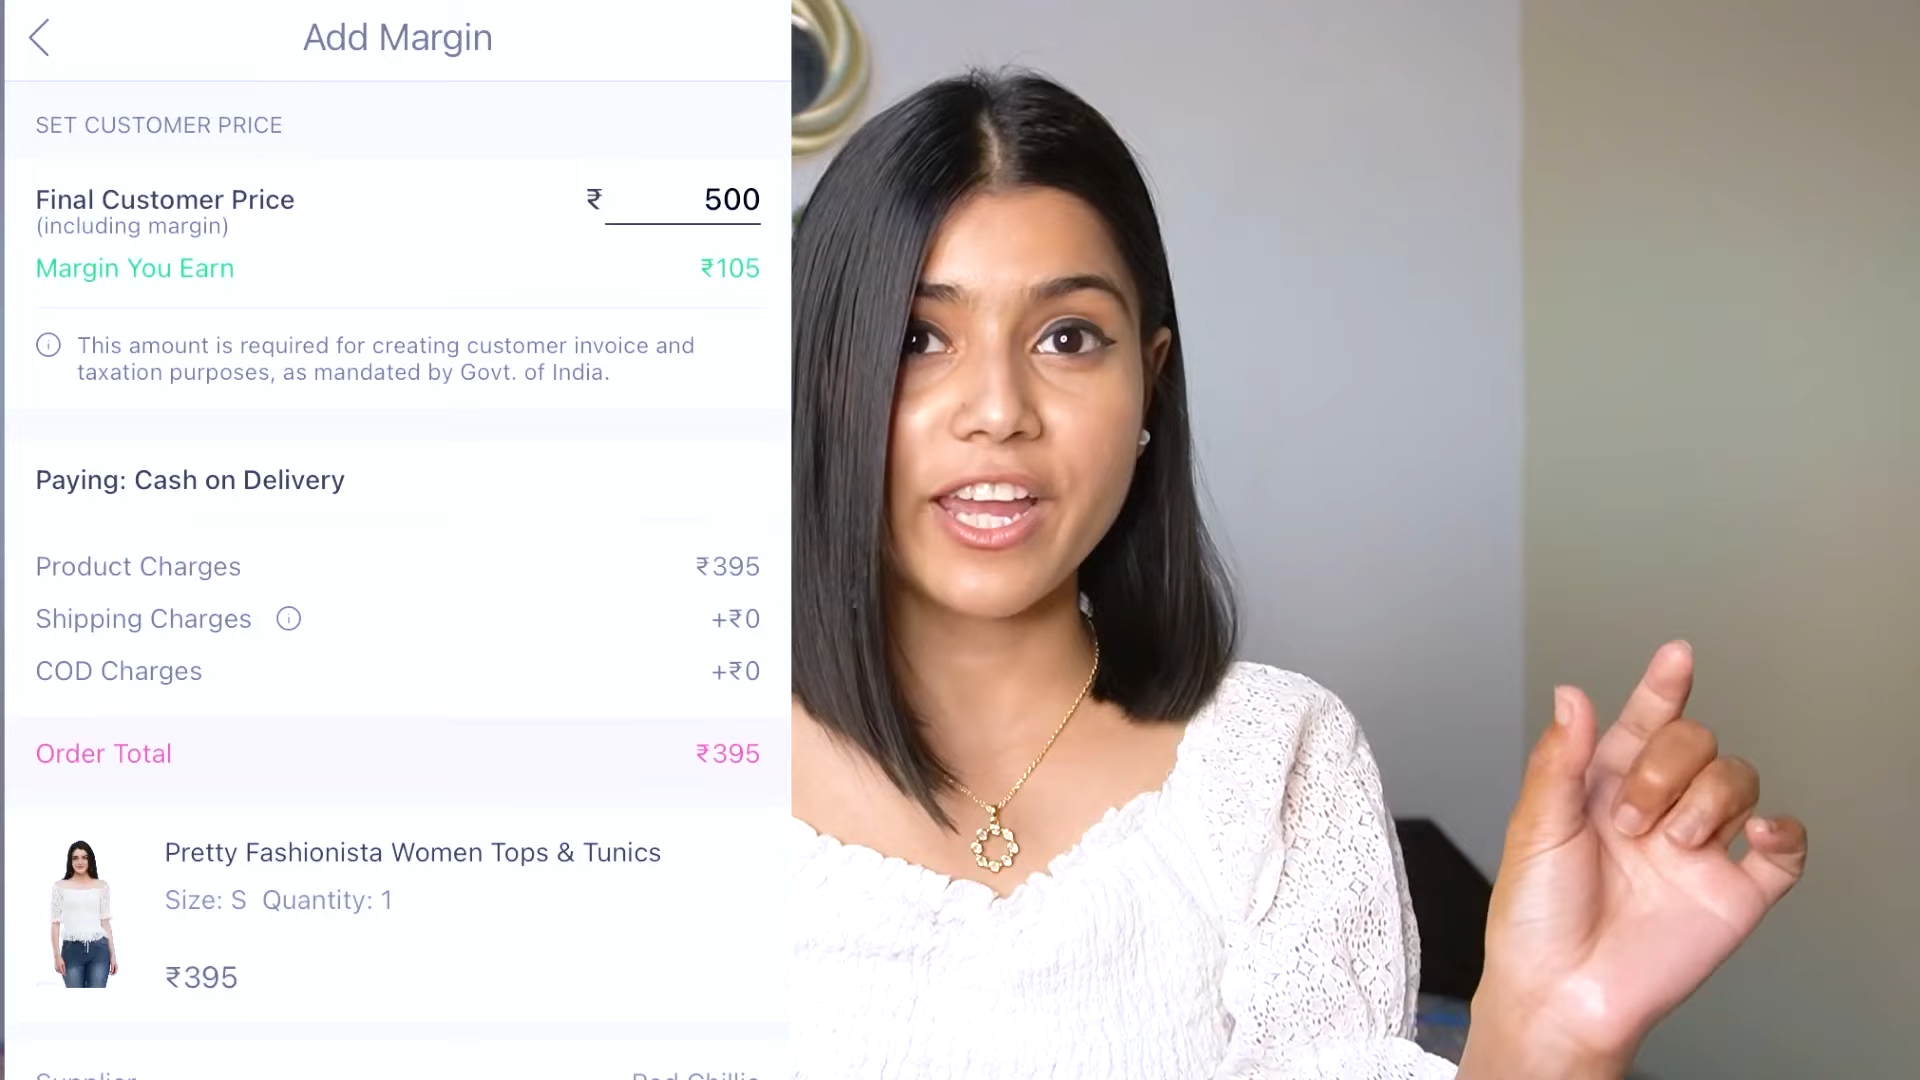 Add Margin
SET CUSTOMER PRICE
Final Customer Price ₹ 500
(including margin)
Margin You Earn ₹105
This amount is required for creating customer invoice and
taxation purposes, as mandated by Govt. of India.
Paying: Cash on Delivery
Product Charges ₹395
Shipping Charges +₹0
COD Charges +₹0
Order Total ₹395
Pretty Fashionista Women Tops & Tunics
Size: S Quantity: 1
₹395
Supplier